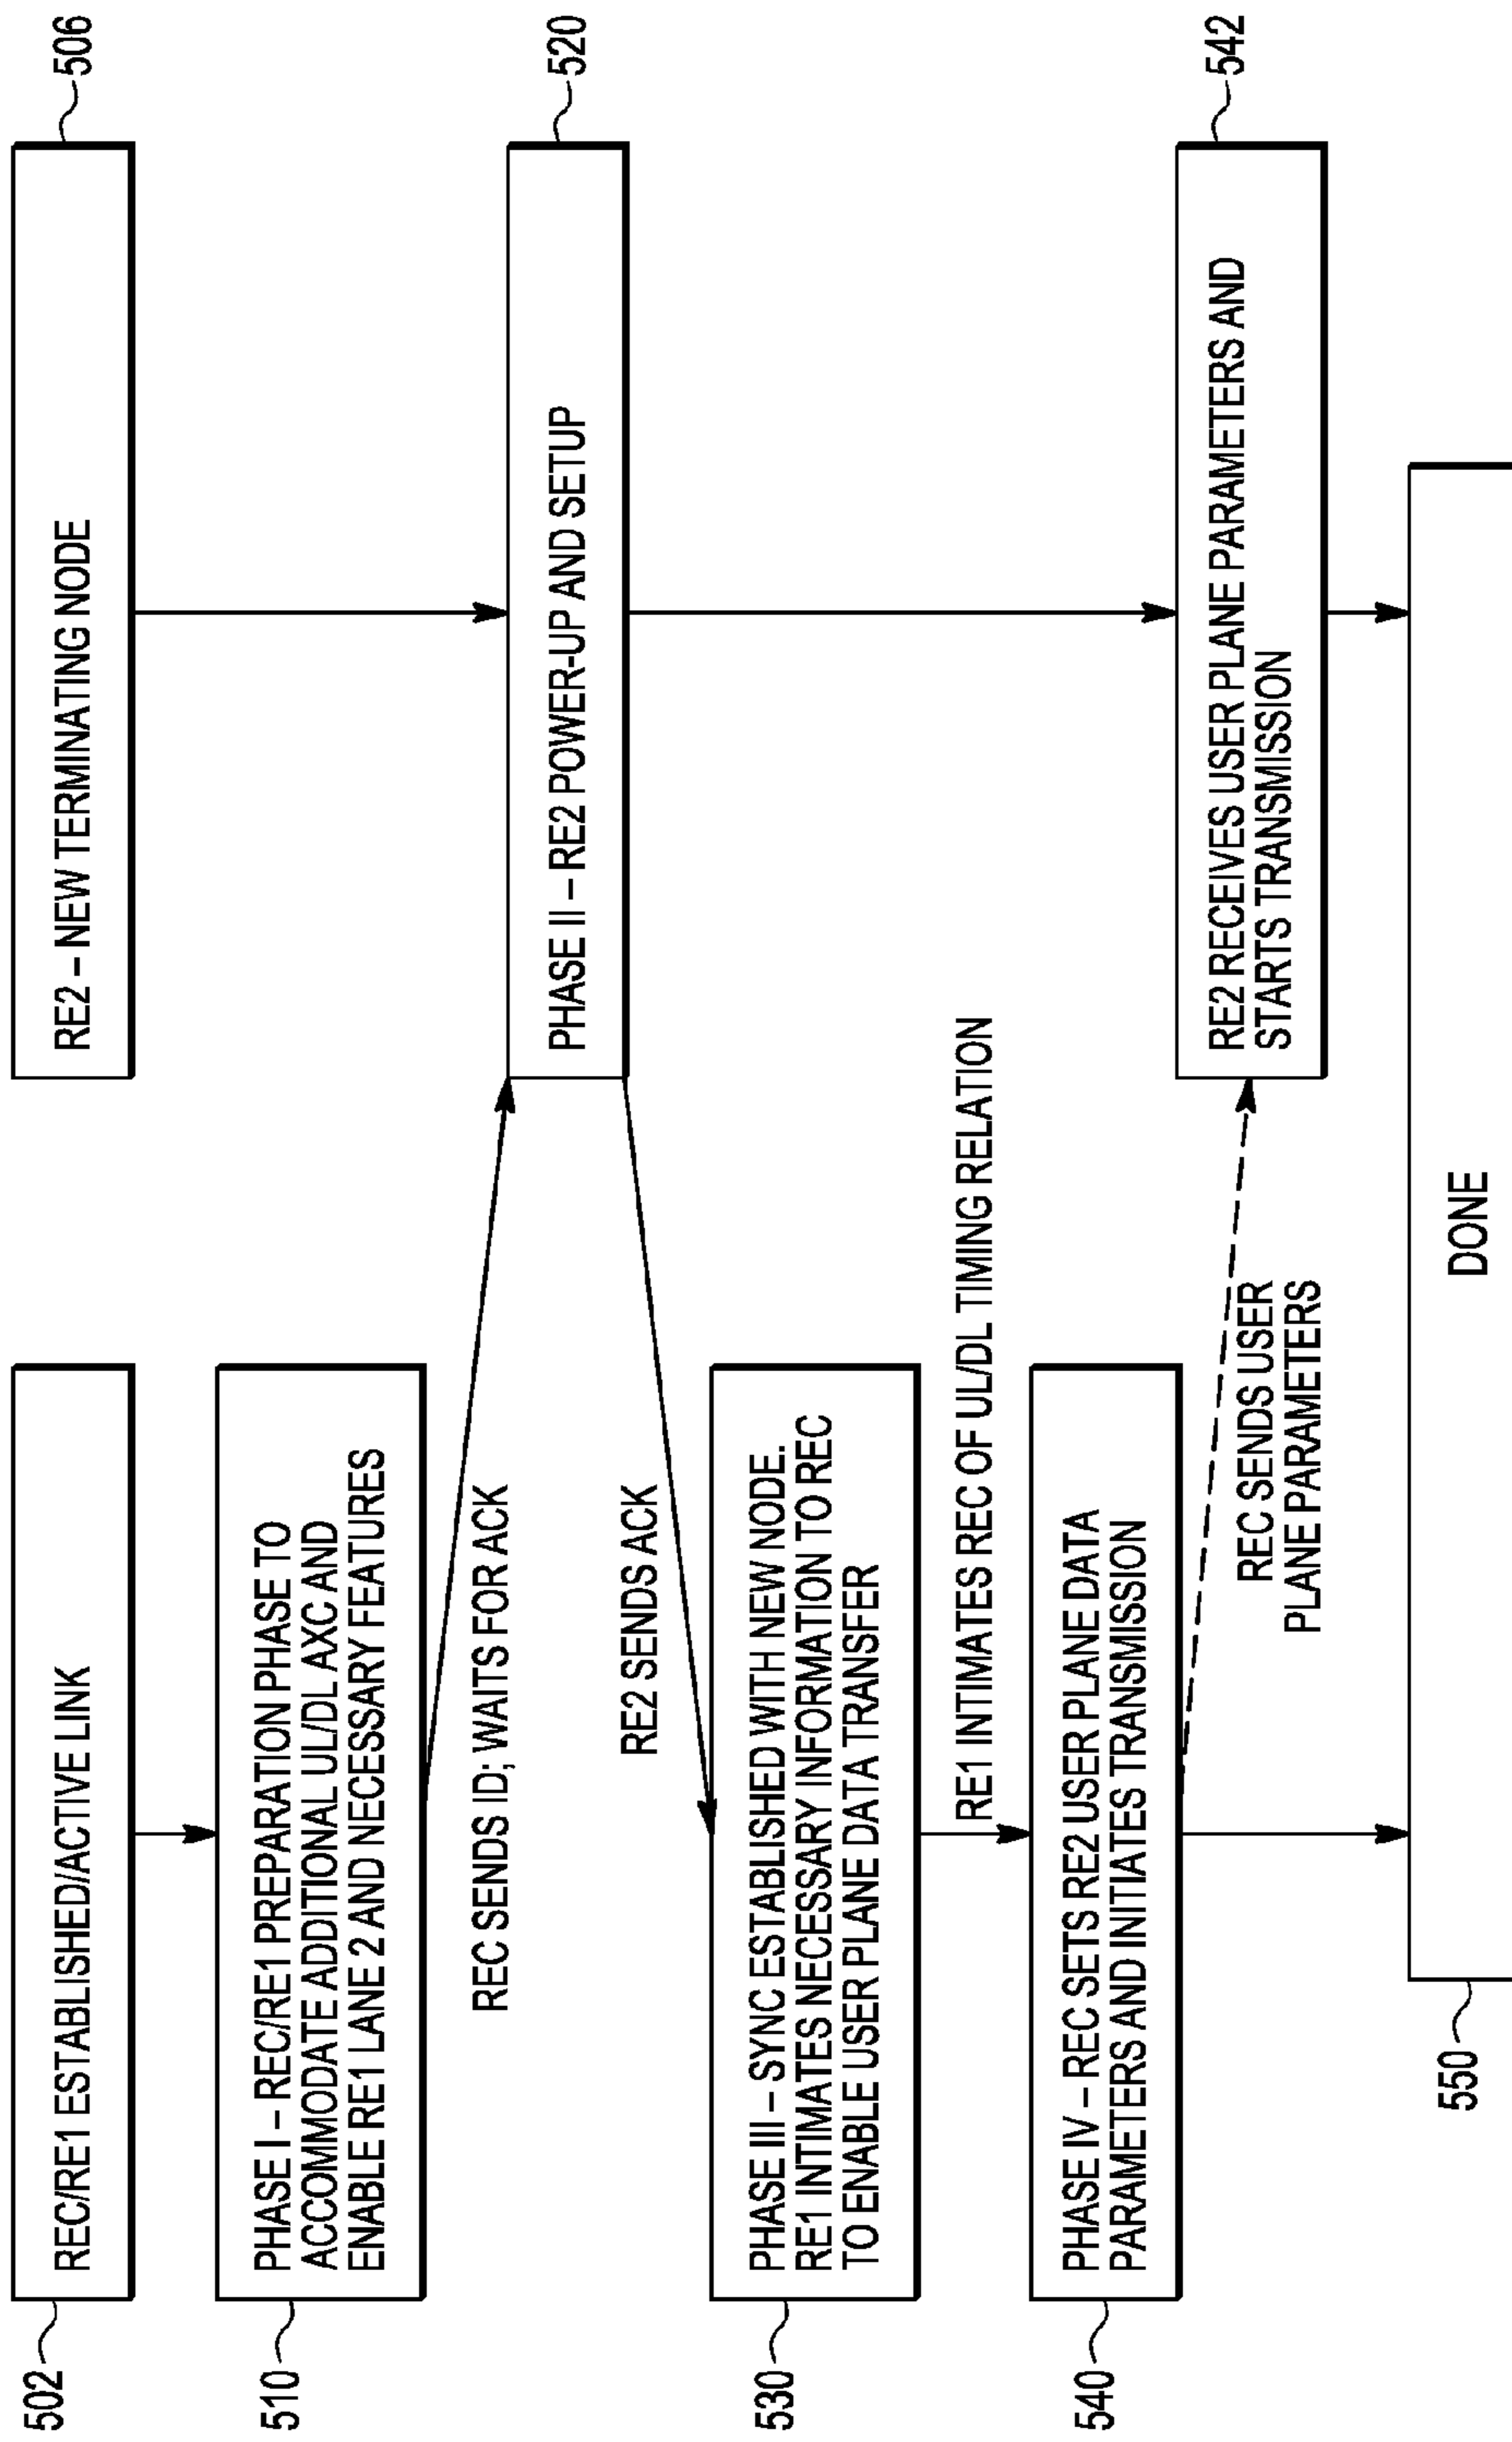 502
REC/RE1 ESTABLISHED/ACTIVE LINK
RE2 – NEW TERMINATING NODE
506
510
PHASE I – REC/RE1 PREPARATION PHASE TO
ACCOMMODATE ADDITIONAL UL/DL AXC AND
ENABLE RE1 LANE 2 AND NECESSARY FEATURES
REC SENDS ID; WAITS FOR ACK
PHASE II – RE2 POWER-UP AND SETUP
520
RE2 SENDS ACK
530
PHASE III – SYNC ESTABLISHED WITH NEW NODE.
RE1 INTIMATES NECESSARY INFORMATION TO REC
TO ENABLE USER PLANE DATA TRANSFER
RE1 INTIMATES REC OF UL/DL TIMING RELATION
540
PHASE IV – REC SETS RE2 USER PLANE DATA
PARAMETERS AND INITIATES TRANSMISSION
REC SENDS USER
PLANE PARAMETERS
RE2 RECEIVES USER PLANE PARAMETERS AND
STARTS TRANSMISSION
542
550
DONE